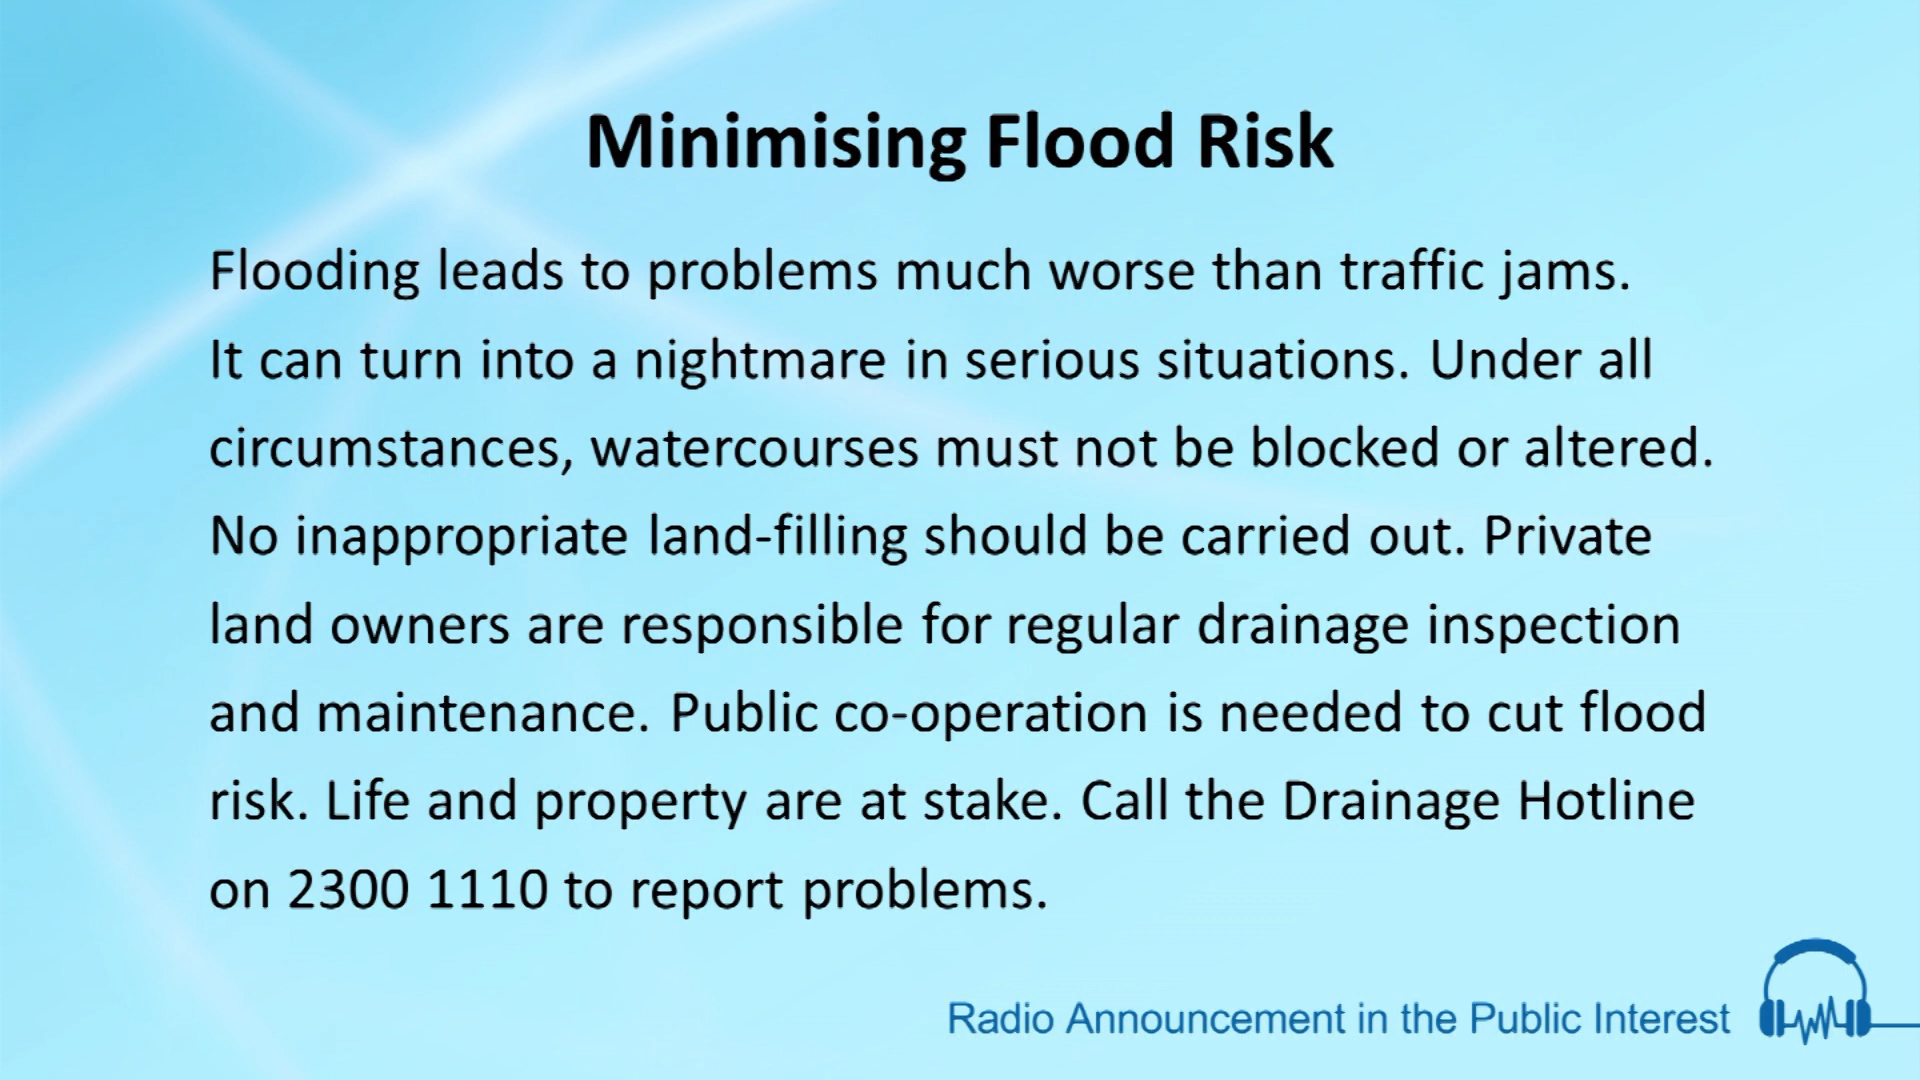 Minimising Flood Risk
Flooding leads to problems much worse than traffic jams.
It can turn into a nightmare in serious situations. Under all
circumstances, watercourses must not be blocked or altered.
No inappropriate land-filling should be carried out. Private
land owners are responsible for regular drainage inspection
and maintenance. Public co-operation is needed to cut flood
risk. Life and property are at stake. Call the Drainage Hotline
on 2300 1110 to report problems.
Radio Announcement in the Public Interest